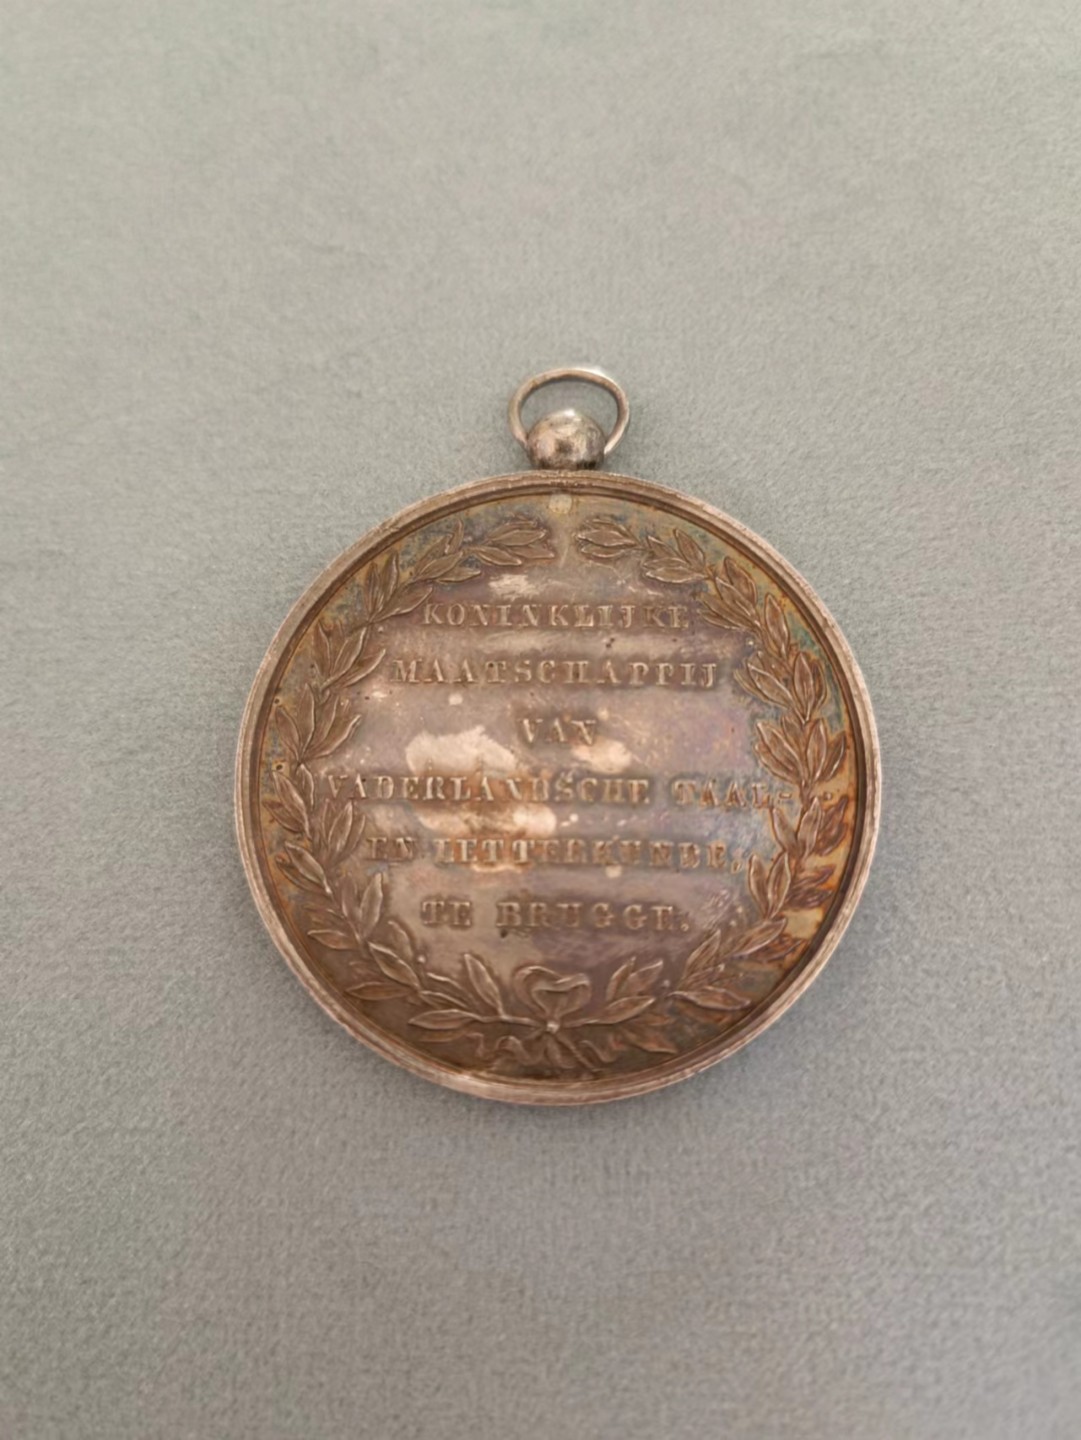 KONINKLIJKE
MAATSCHAPPIJ
VAN
VADERLANDSCHE TAAL-
EN LETTERKUNDE,
TE BRUGGE.